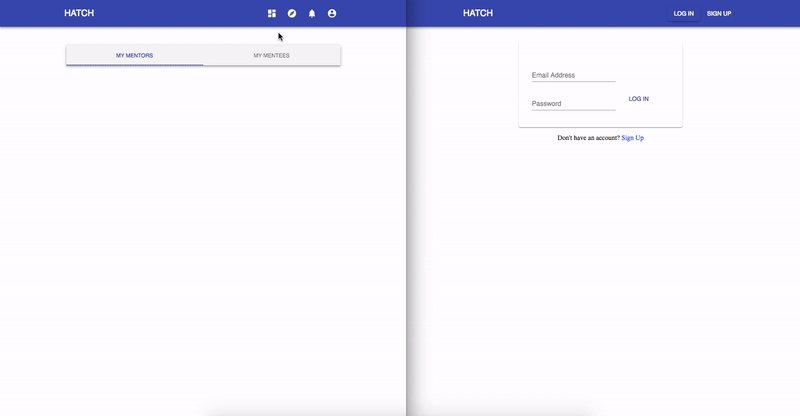 HATCH
MY MENTORS MY MENTEES
HATCH LOG IN SIGN UP
Email Address
Password
LOG IN
Don't have an account? Sign Up